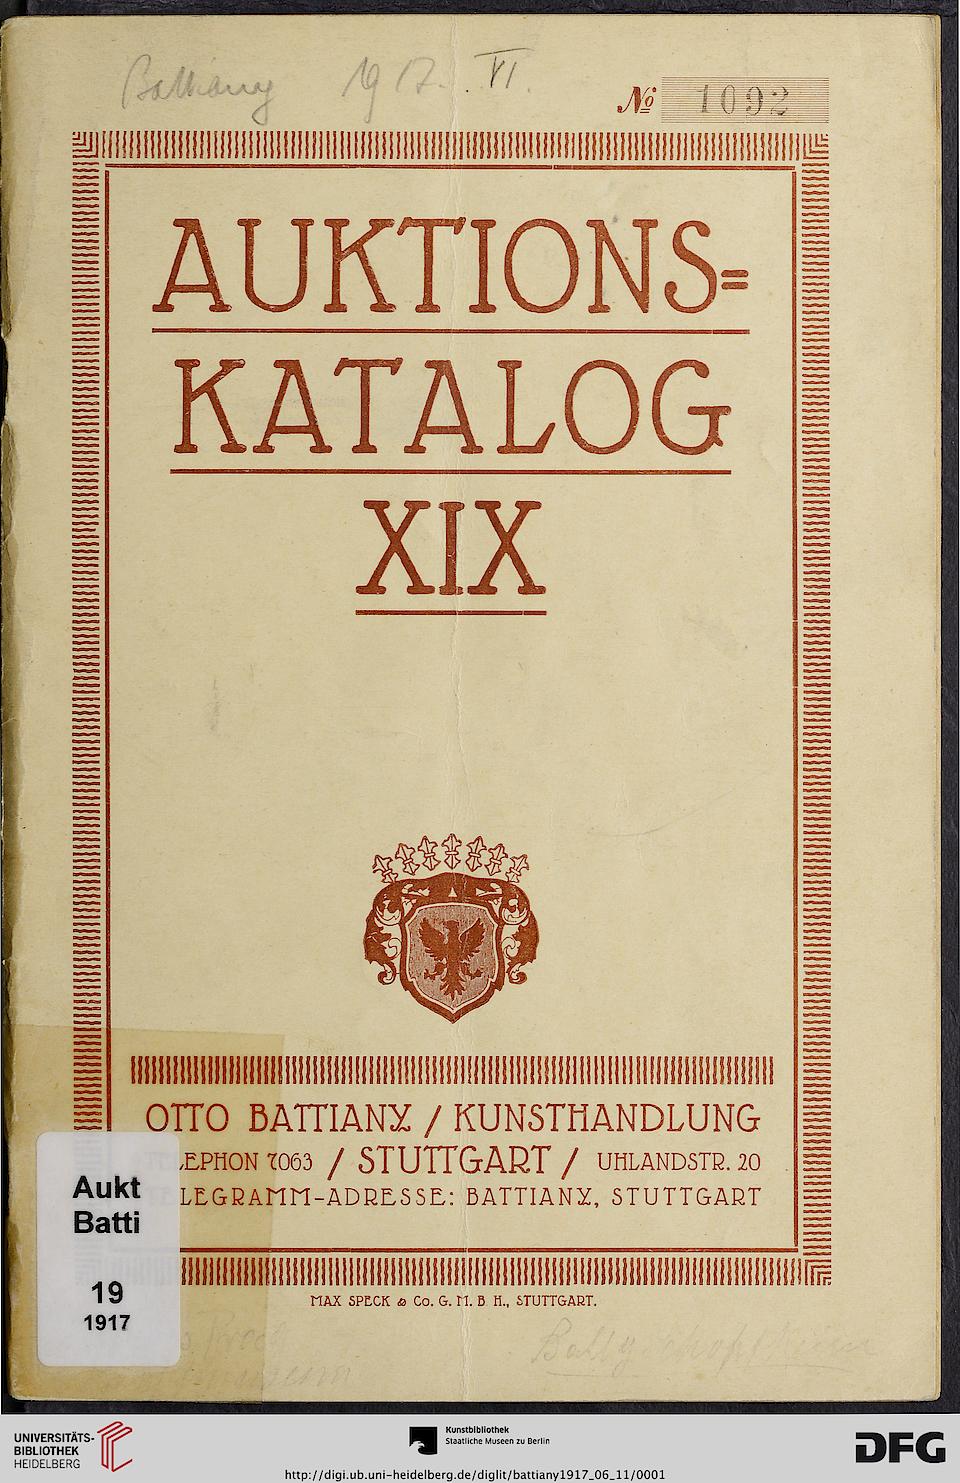 Battiany 1917. VI.
No 1092
AUKTIONS=
KATALOG
XIX
OTTO BATTIANY / KUNSTHANDLUNG
LEPHON 7063 / STUTTGART / UHLANDSTR. 20
LEGRAMM-ADRESSE: BATTIANY, STUTTGART
MAX SPECK & Co. G. M. B. H., STUTTGART.
Aukt
Batti
19
1917
UNIVERSITÄTS-
BIBLIOTHEK
HEIDELBERG
Kunstbibliothek
Staatliche Museen zu Berlin
DFG
http://digi.ub.uni-heidelberg.de/diglit/battiany1917_06_11/0001